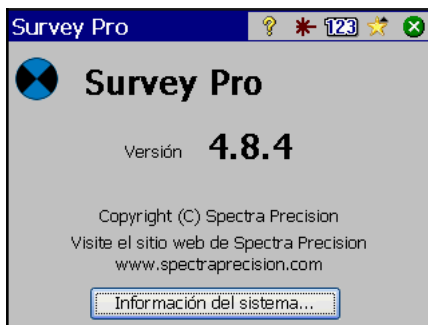 Survey Pro
? 123
Survey Pro
Versión 4.8.4
Copyright (C) Spectra Precision
Visite el sitio web de Spectra Precision
www.spectraprecision.com
Información del sistema...